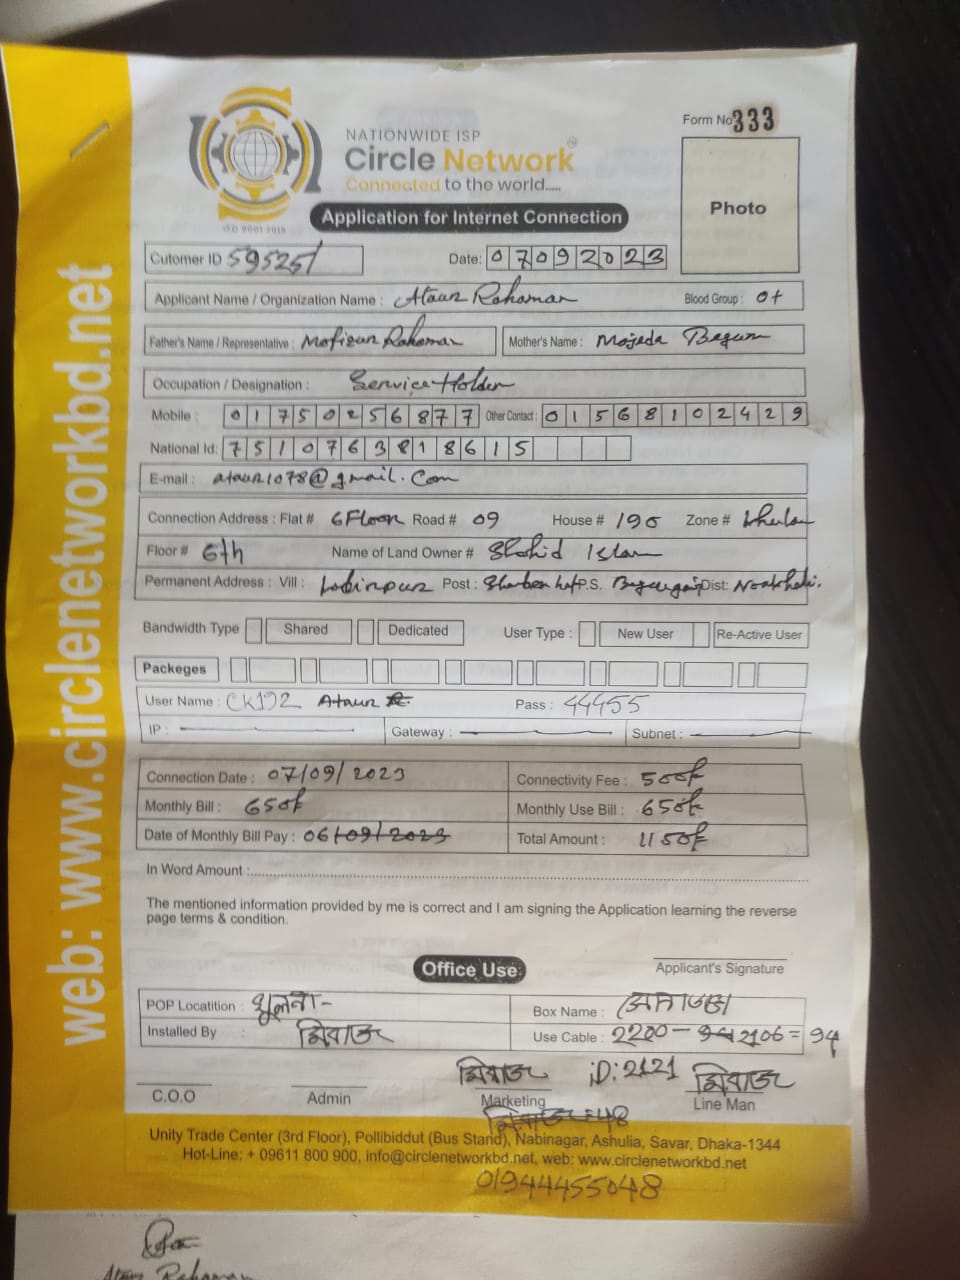 Form No 333
NATIONWIDE ISP
Circle Network
Connected to the world.....
ISO 9001 2015
Photo
Application for Internet Connection
Cutomer ID 59525
Date: 07092023
Applicant Name / Organization Name : Ataur Rahaman Blood Group : O+
Father's Name / Representative : Mofizur Rahaman Mother's Name : Mojeda Begum
Occupation / Designation : Service Holder
Mobile : 01750256877 Other Contact : 01568102429
National Id: 7510763818615
E-mail : ataur1078@gmail.com
Connection Address : Flat # 6Floor Road # 09 House # 190 Zone #
Floor # 6th Name of Land Owner # Shahid Islam
Permanent Address : Vill : Post : P.S. Dist: Noakhali.
Bandwidth Type Shared Dedicated User Type : New User Re-Active User
Packeges
User Name : CK192 Ataur Pass : 44455
IP : Gateway : Subnet :
Connection Date : 07/09/2023 Connectivity Fee : 500/-
Monthly Bill : 650/- Monthly Use Bill : 650/-
Date of Monthly Bill Pay : 06/09/2023 Total Amount : 1150/-
In Word Amount :
The mentioned information provided by me is correct and I am signing the Application learning the reverse
page terms & condition.
Applicant's Signature
Office Use
POP Locatition : খুলনা- Box Name :
Installed By : মিরাজ Use Cable : 2200 - 2106 = 94
মিরাজ ID: 2121 মিরাজ
C.O.O Admin Marketing Line Man
মিরাজ=48
Unity Trade Center (3rd Floor), Pollibiddut (Bus Stand), Nabinagar, Ashulia, Savar, Dhaka-1344
Hot-Line: + 09611 800 900, info@circlenetworkbd.net, web: www.circlenetworkbd.net
01944455048
web: www.circlenetworkbd.net
Ataur Rahaman